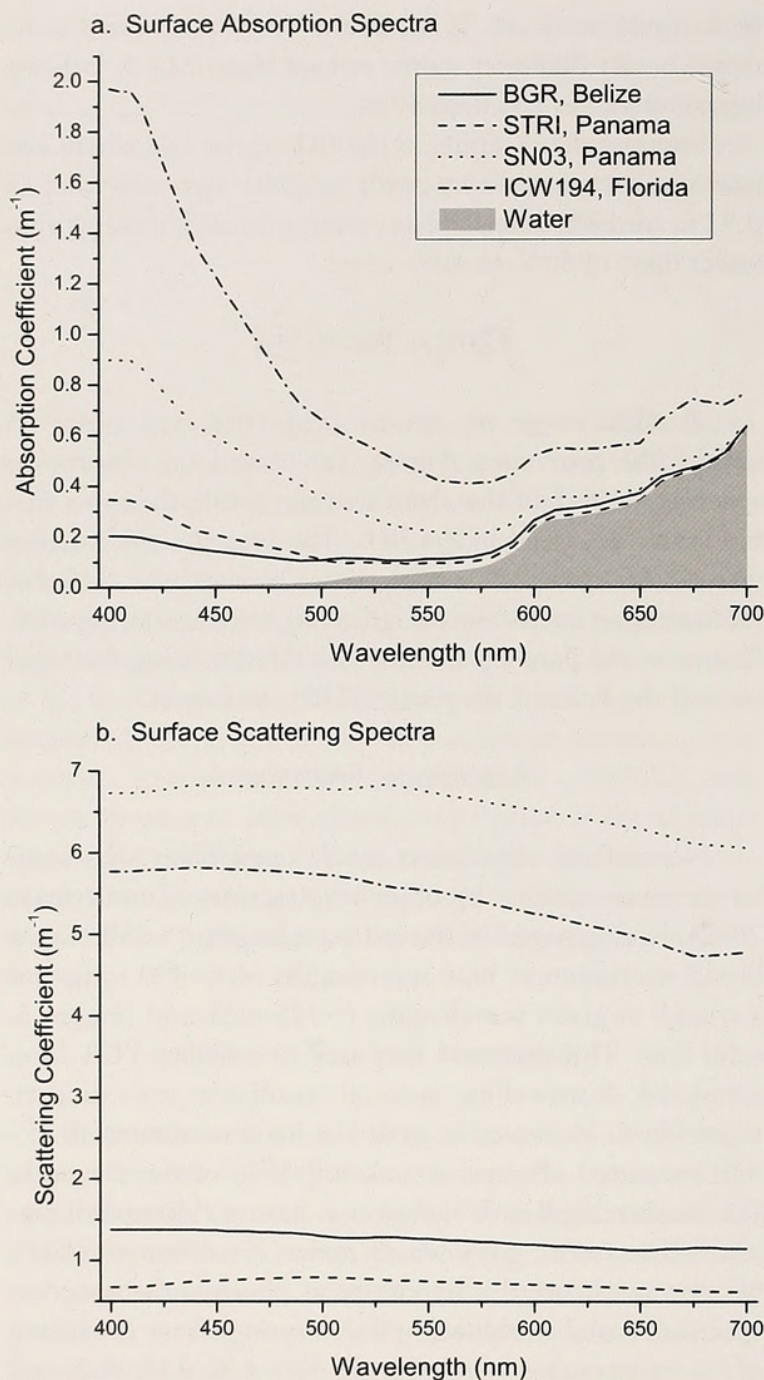 a. Surface Absorption Spectra
2.0
1.8
1.6
1.4
1.2
1.0
0.8
0.6
0.4
0.2
0.0
Absorption Coefficient (m-1)
BGR, Belize
STRI, Panama
SN03, Panama
ICW194, Florida
Water
400 450 500 550 600 650 700
Wavelength (nm)
b. Surface Scattering Spectra
7
6
5
4
3
2
1
Scattering Coefficient (m-1)
400 450 500 550 600 650 700
Wavelength (nm)